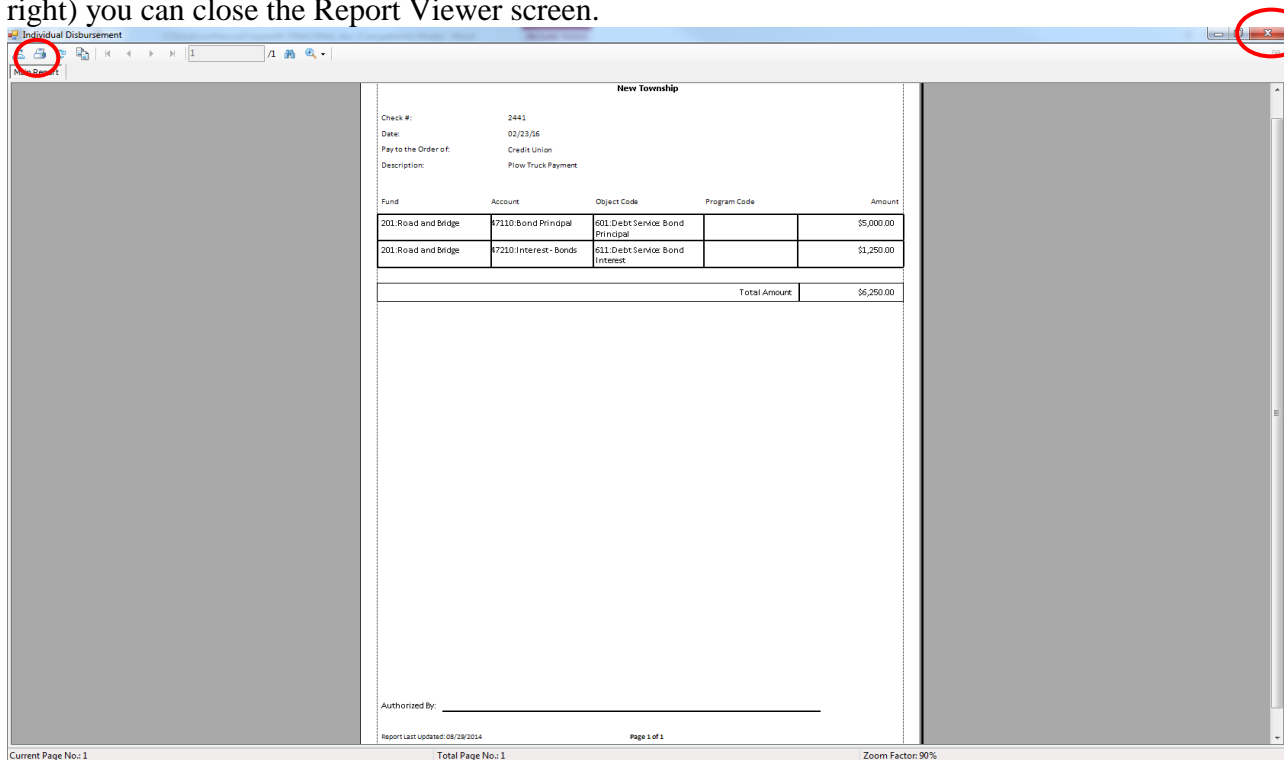 right) you can close the Report Viewer screen.
Individual Disbursement
1 /1
Main Report
New Township
Check #: 2441
Date: 02/23/16
Pay to the Order of: Credit Union
Description: Plow Truck Payment
Fund Account Object Code Program Code Amount
201:Road and Bridge 47110:Bond Principal 601:Debt Service: Bond $5,000.00
Principal
201:Road and Bridge 47210:Interest - Bonds 611:Debt Service: Bond $1,250.00
Interest
Total Amount $6,250.00
Authorized By:
Report Last Updated: 08/29/2014 Page 1 of 1
Current Page No.: 1 Total Page No.: 1 Zoom Factor: 90%